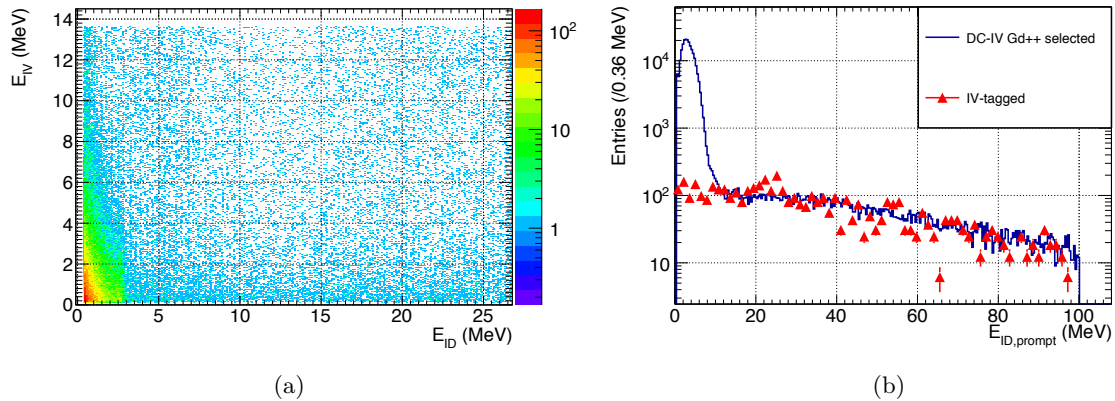 E_IV (MeV)
14
12
10
8
6
4
2
0
0 5 10 15 20 25
E_ID (MeV)
10^2
10
1
(a)
Entries (/0.36 MeV)
10^4
10^3
10^2
10
0 20 40 60 80 100
E_ID,prompt (MeV)
DC-IV Gd++ selected
IV-tagged
(b)